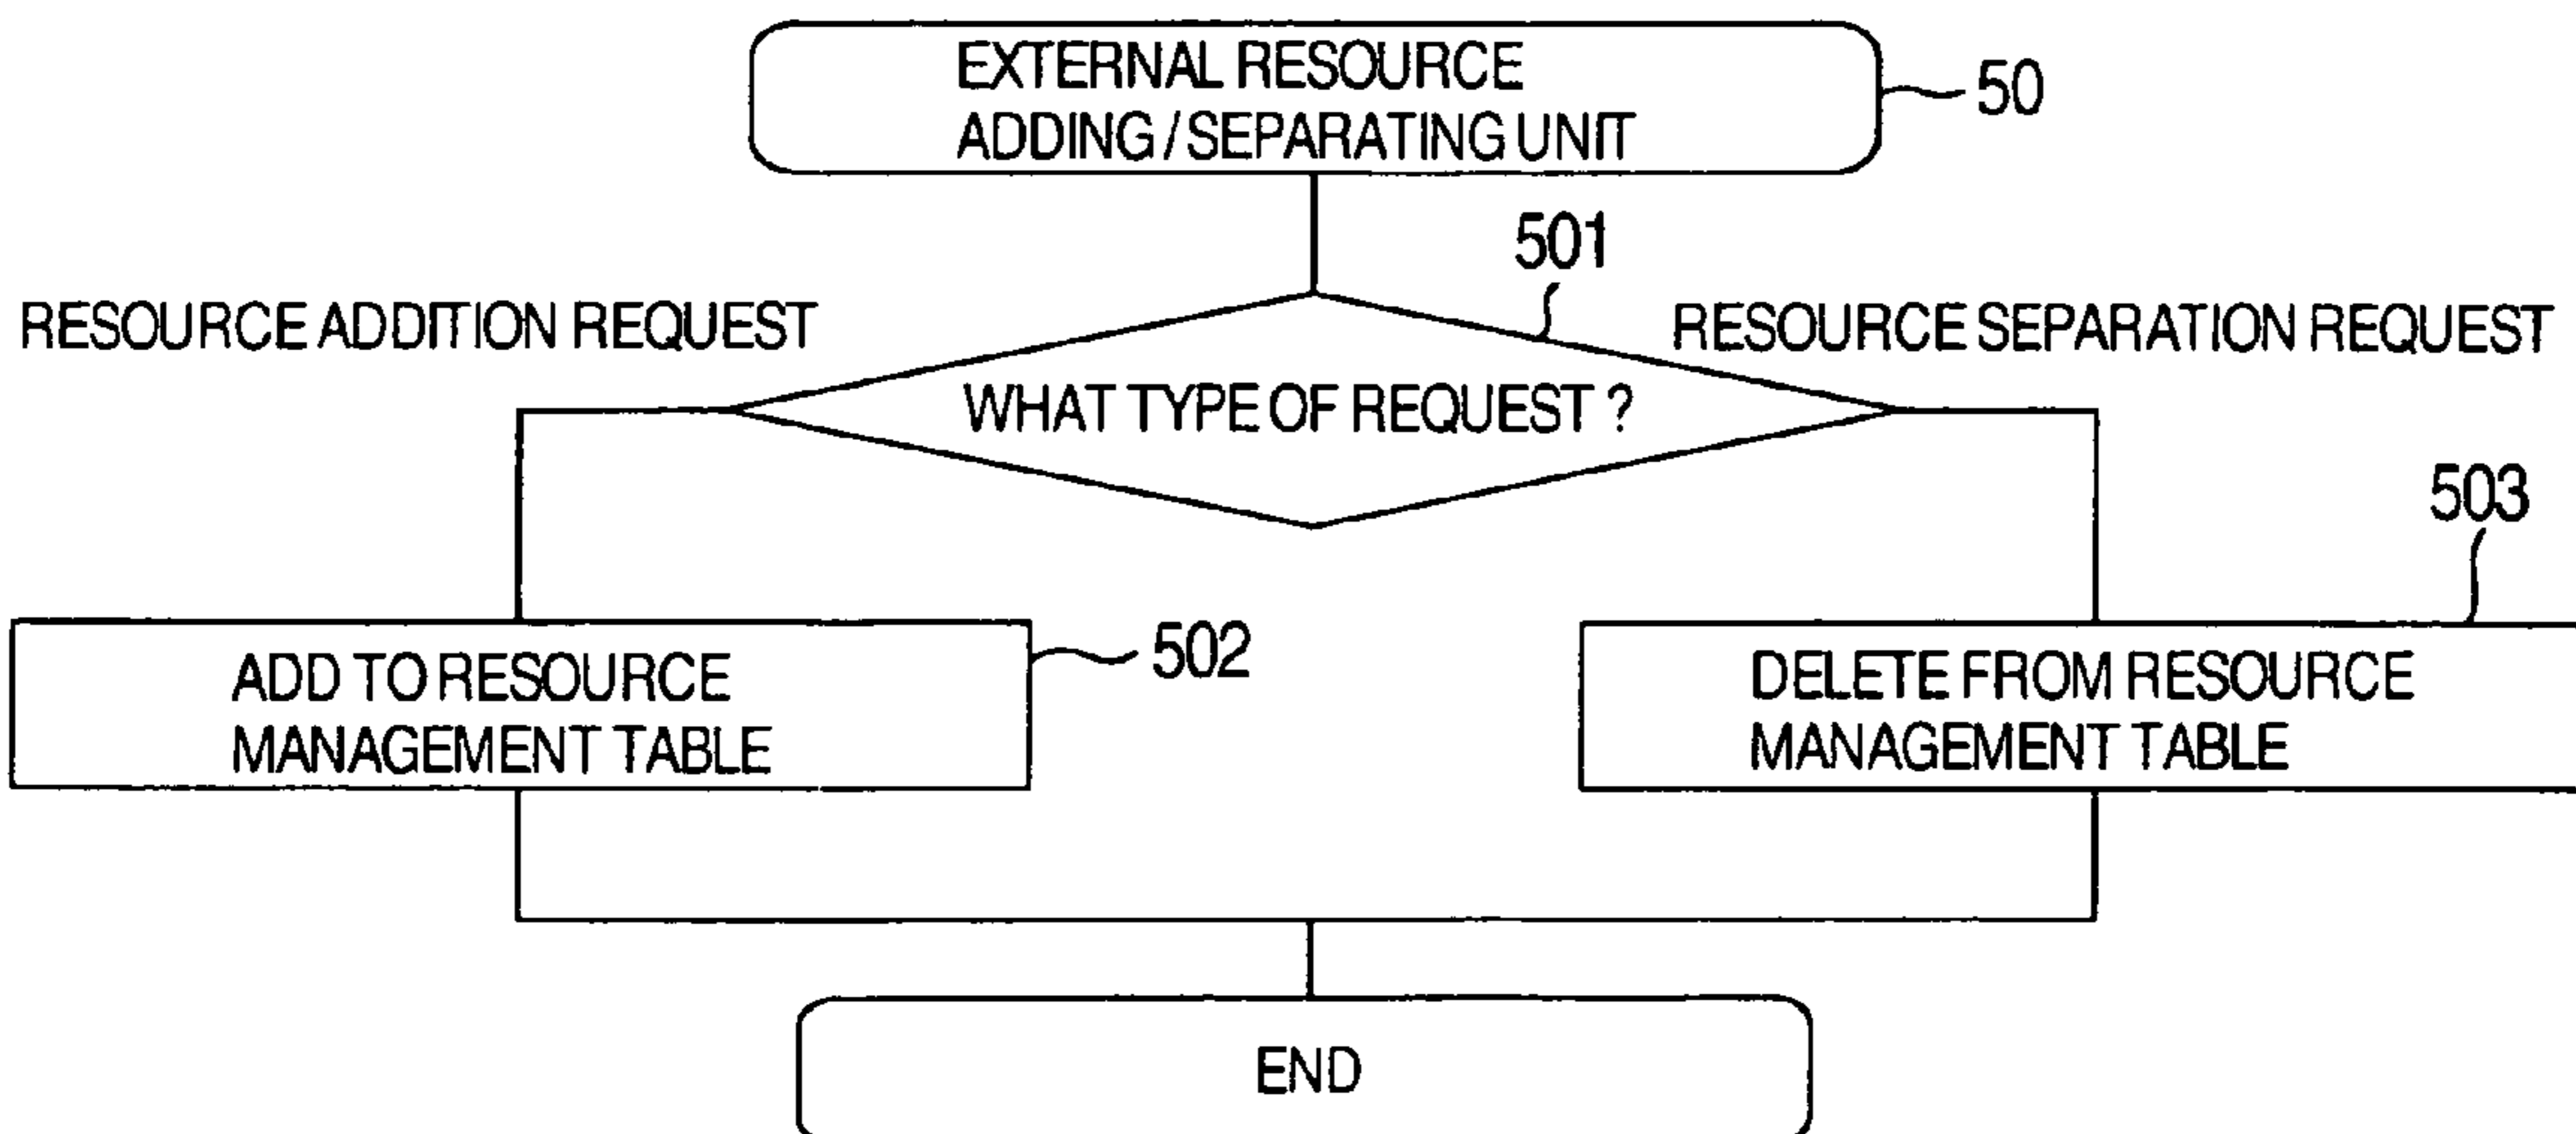 EXTERNAL RESOURCE
ADDING / SEPARATING UNIT
50
501
RESOURCE ADDITION REQUEST
RESOURCE SEPARATION REQUEST
WHAT TYPE OF REQUEST ?
503
ADD TO RESOURCE
MANAGEMENT TABLE
502
DELETE FROM RESOURCE
MANAGEMENT TABLE
END